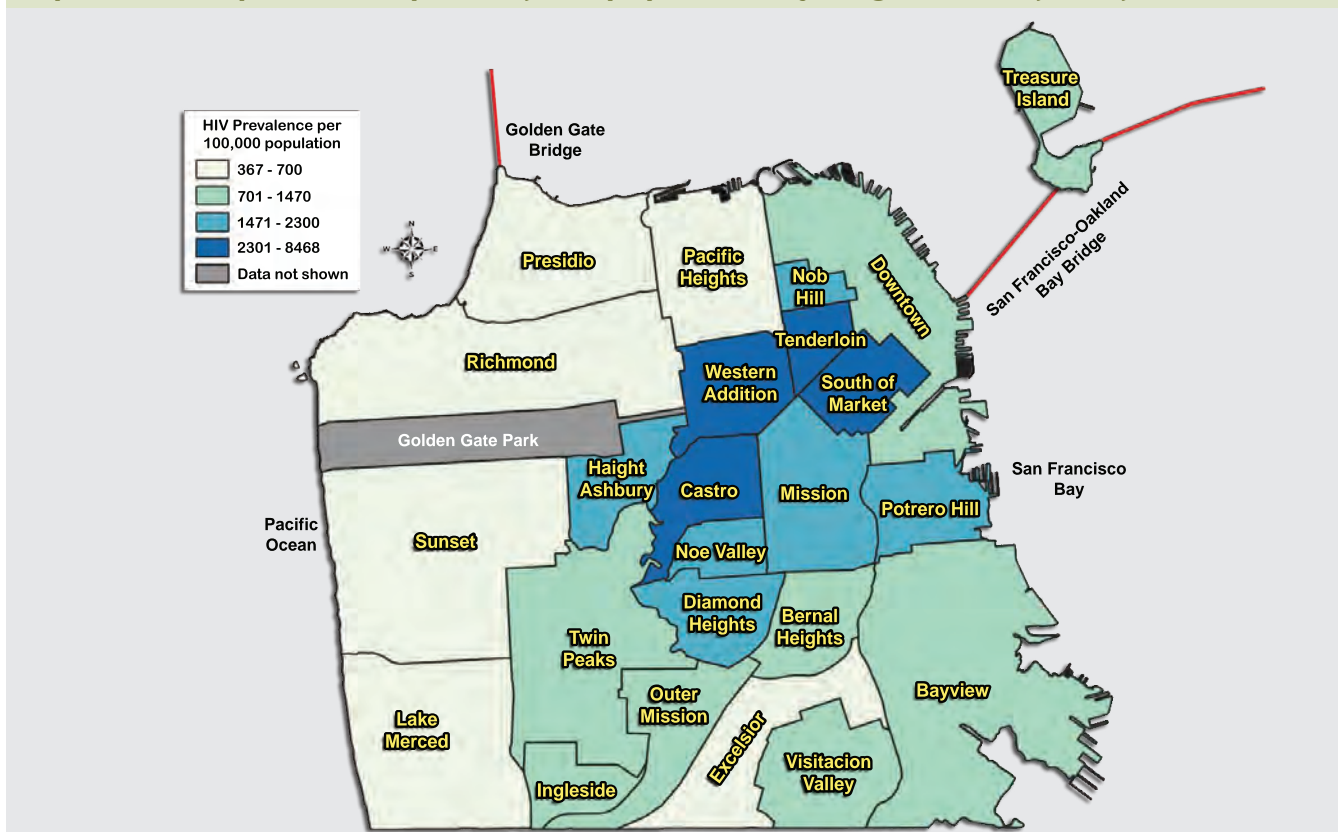 HIV Prevalence per
100,000 population
367 - 700
701 - 1470
1471 - 2300
2301 - 8468
Data not shown
N
W
E
S
Golden Gate
Bridge
Treasure
Island
San Francisco-Oakland
Bay Bridge
Presidio
Pacific
Heights
Nob
Hill
Downtown
Tenderloin
Richmond
Western
Addition
South of
Market
Golden Gate Park
Haight
Ashbury
Castro
Mission
Potrero Hill
San Francisco
Bay
Pacific
Ocean
Sunset
Noe Valley
Diamond
Heights
Bernal
Heights
Twin
Peaks
Outer
Mission
Bayview
Lake
Merced
Excelsior
Visitacion
Valley
Ingleside